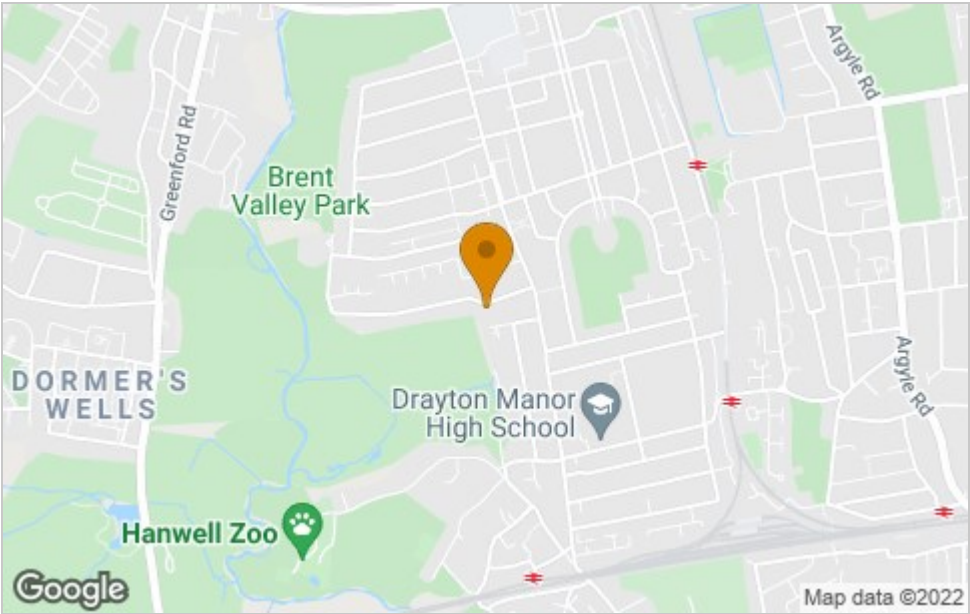 Argyle Rd
Greenford Rd
Brent
Valley Park
DORMER'S
WELLS
Argyle Rd
Drayton Manor
High School
Hanwell Zoo
Google
Map data ©2022